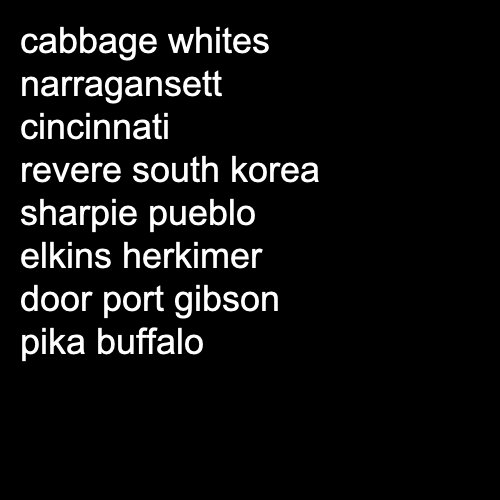 cabbage whites
narragansett
cincinnati
revere south korea
sharpie pueblo
elkins herkimer
door port gibson
pika buffalo